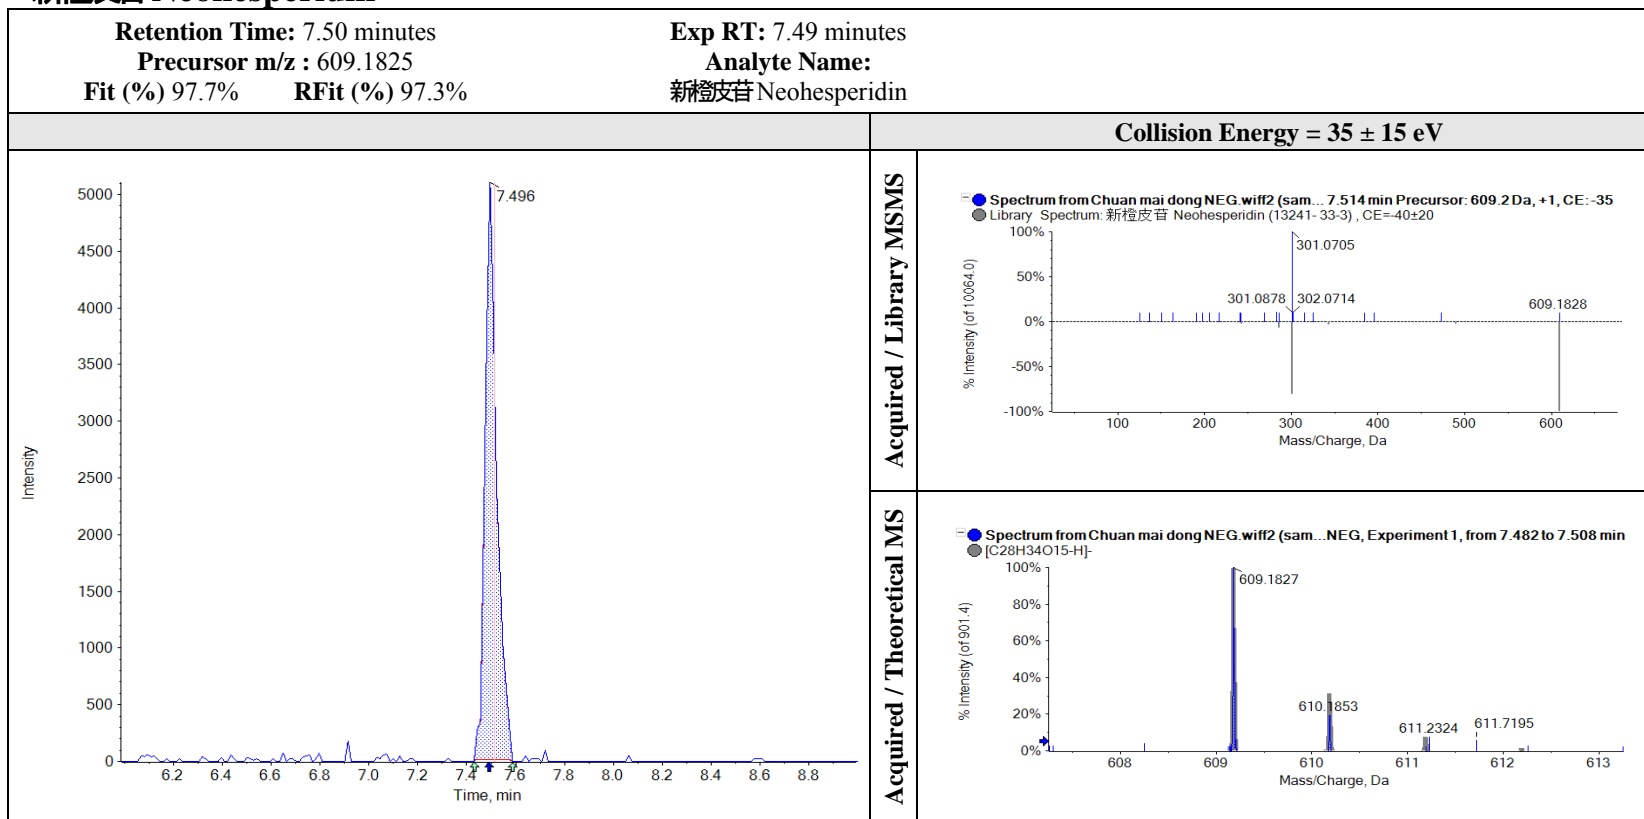 Retention Time: 7.50 minutes
Exp RT: 7.49 minutes
Precursor m/z : 609.1825
Analyte Name:
Fit (%) 97.7% RFit (%) 97.3%
新橙皮苷Neohesperidin
Collision Energy = 35 ± 15 eV
5000
4500
4000
3500
3000
2500
2000
1500
1000
500
0
Intensity
7.496
6.2 6.4 6.6 6.8 7.0 7.2 7.4 7.6 7.8 8.0 8.2 8.4 8.6 8.8
Time, min
Acquired / Library MSMS
Spectrum from Chuan mai dong NEG.wiff2 (sam... 7.514 min Precursor: 609.2 Da, +1, CE: -35
Library Spectrum: 新橙皮苷 Neohesperidin (13241- 33-3) , CE=-40±20
100%
50%
0%
-50%
-100%
% Intensity (of 10064.0)
301.0705
301.0878
302.0714
609.1828
100 200 300 400 500 600
Mass/Charge, Da
Acquired / Theoretical MS
Spectrum from Chuan mai dong NEG.wiff2 (sam...NEG, Experiment 1, from 7.482 to 7.508 min
[C28H34O15-H]-
100%
80%
60%
40%
20%
0%
% Intensity (of 901.4)
609.1827
610.1853
611.2324
611.7195
608 609 610 611 612 613
Mass/Charge, Da